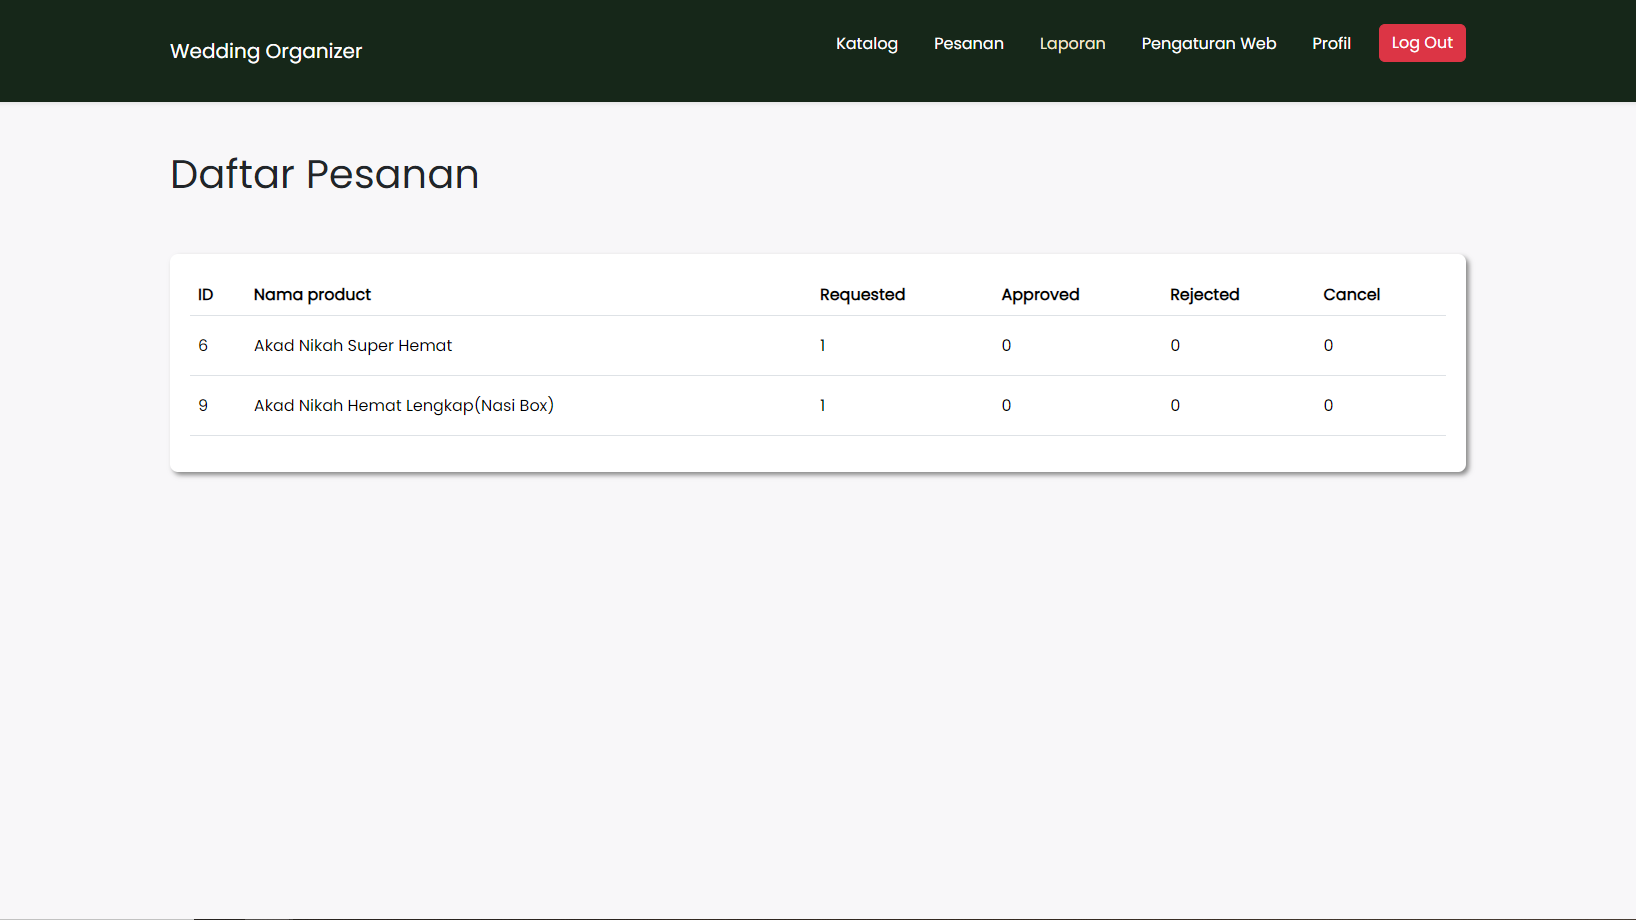 Wedding Organizer
Katalog Pesanan Laporan Pengaturan Web Profil Log Out
Daftar Pesanan
ID Nama product Requested Approved Rejected Cancel
6 Akad Nikah Super Hemat 1 0 0 0
9 Akad Nikah Hemat Lengkap(Nasi Box) 1 0 0 0